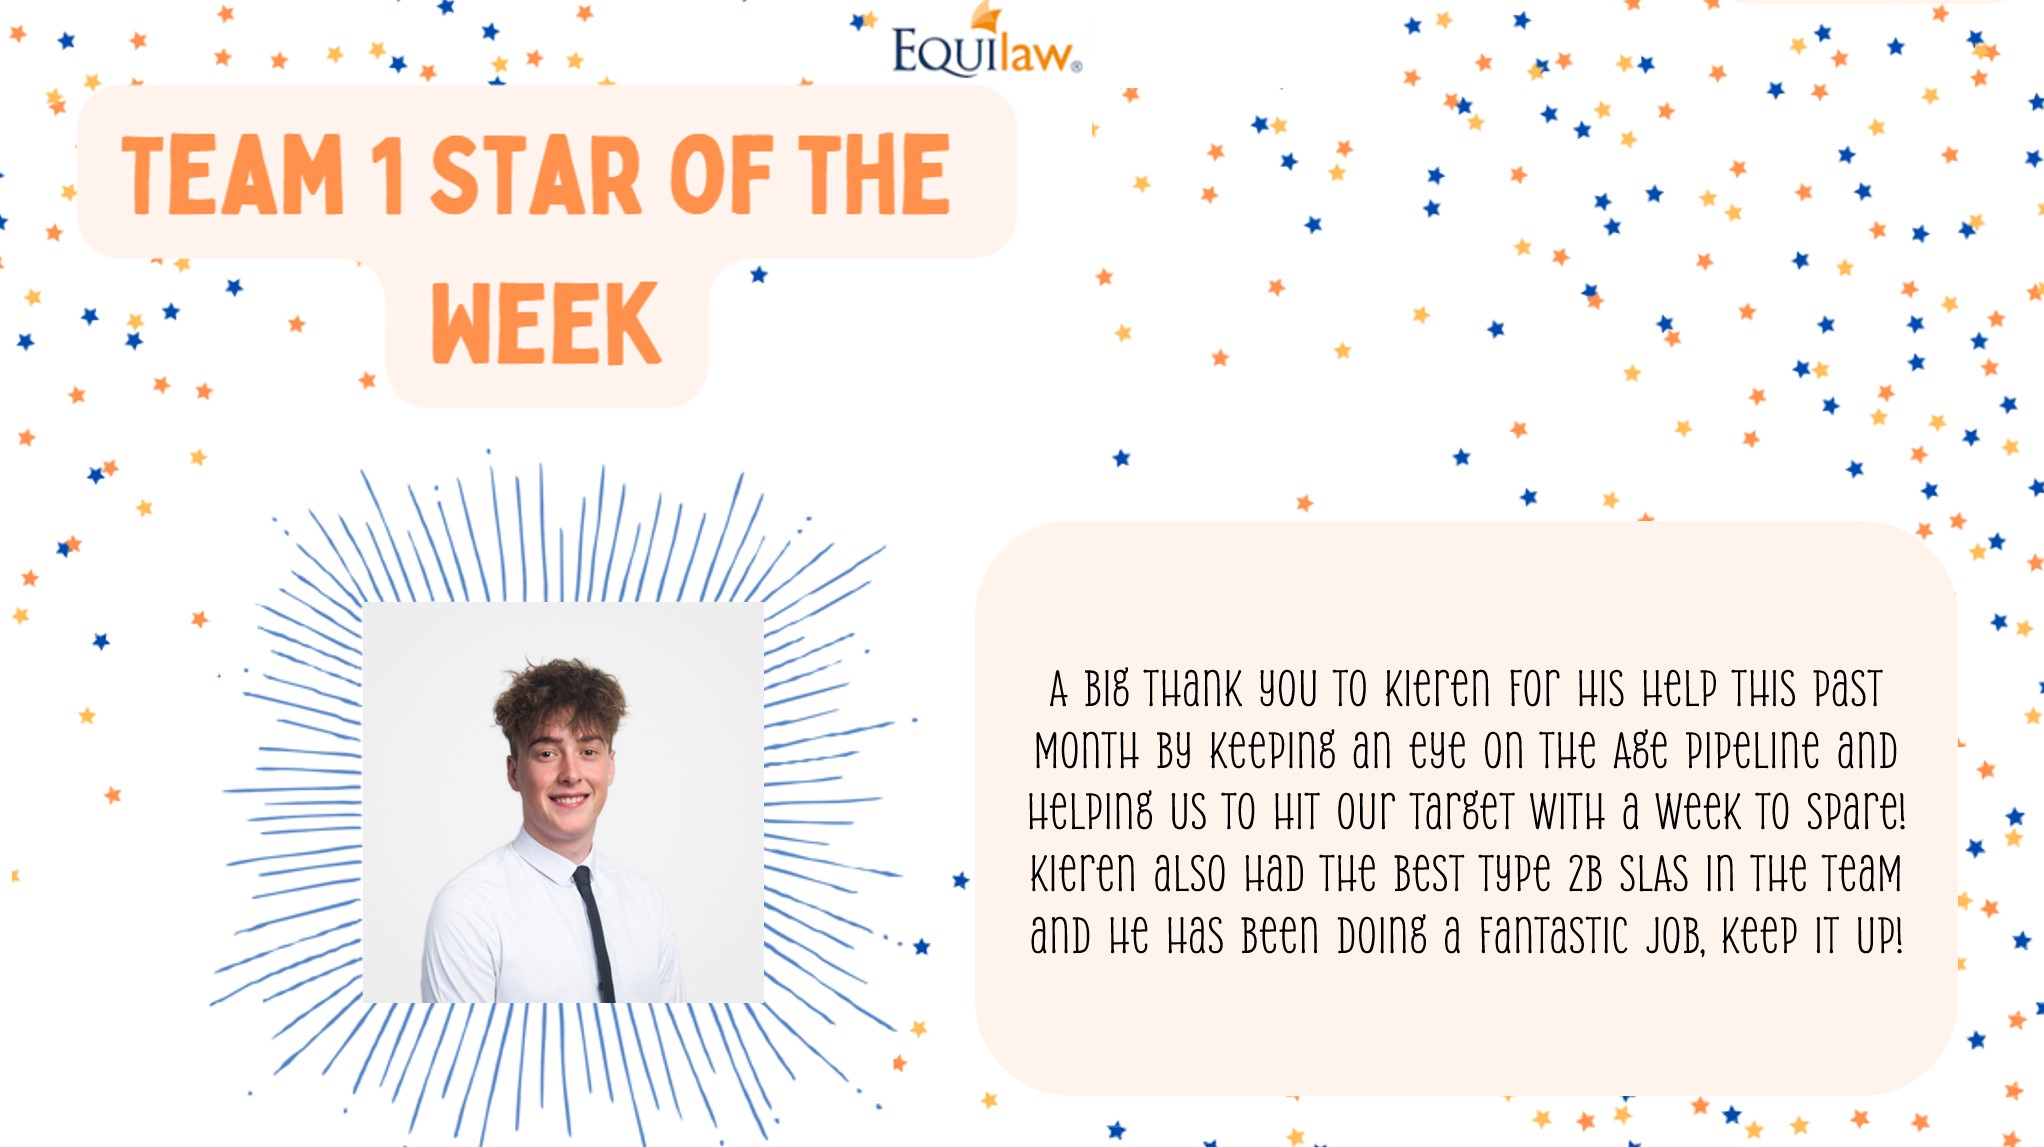 EQUIlaw®
TEAM 1 STAR OF THE
WEEK
A BIG THANK YOU TO KIEREN FOR HIS HELP THIS PAST
MONTH BY KEEPING AN EYE ON THE AGE PIPELINE AND
HELPING US TO HIT OUR TARGET WITH A WEEK TO SPARE!
KIEREN ALSO HAD THE BEST TYPE 2B SLAS IN THE TEAM
AND HE HAS BEEN DOING A FANTASTIC JOB, KEEP IT UP!